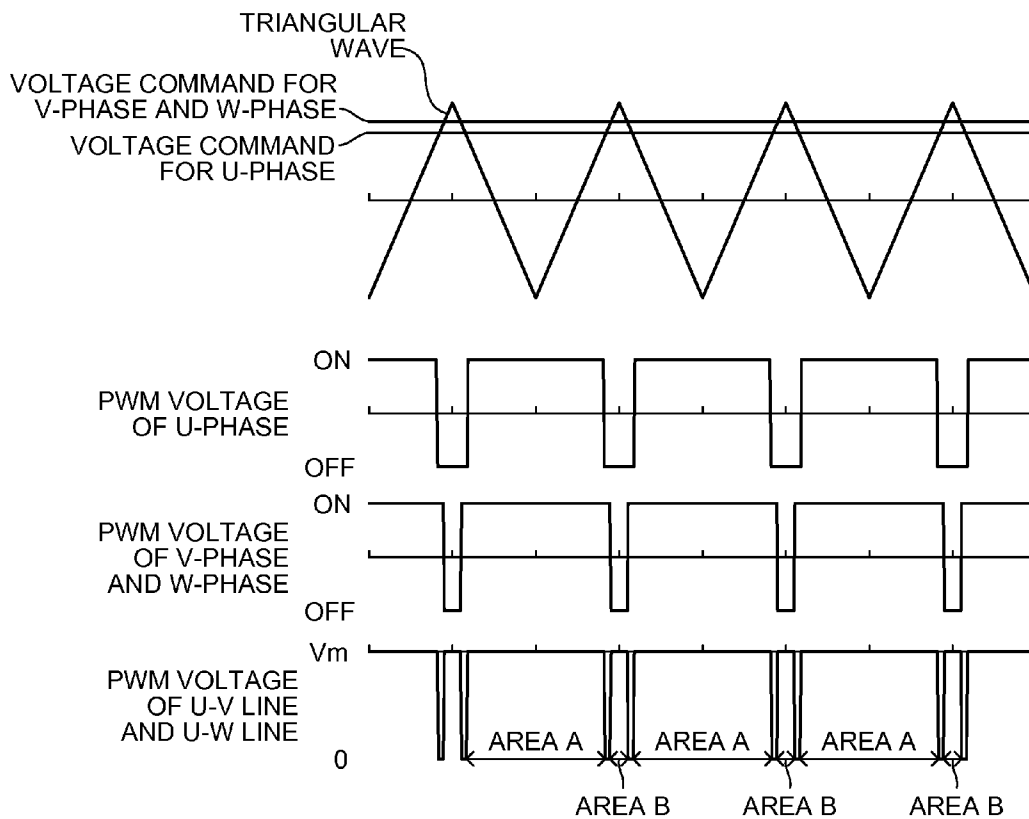 TRIANGULAR
WAVE
VOLTAGE COMMAND FOR
V-PHASE AND W-PHASE
VOLTAGE COMMAND
FOR U-PHASE
ON
PWM VOLTAGE
OF U-PHASE
OFF
ON
PWM VOLTAGE
OF V-PHASE
AND W-PHASE
OFF
Vm
PWM VOLTAGE
OF U-V LINE
AND U-W LINE
0
AREA A AREA A AREA A
AREA B AREA B AREA B